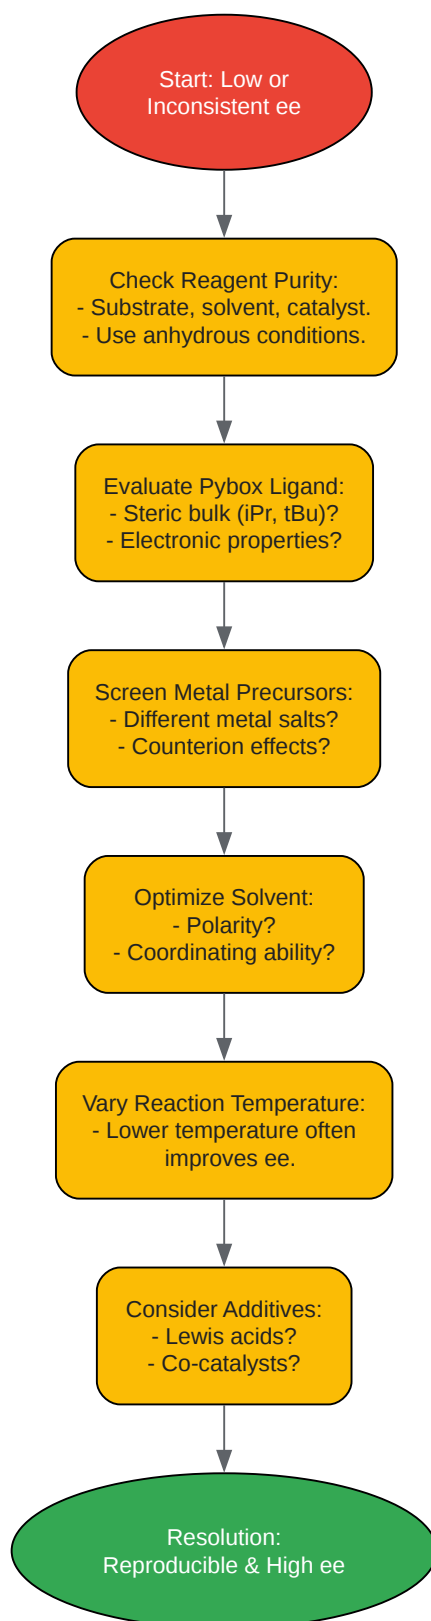 Start: Low or
Inconsistent ee
Check Reagent Purity:
- Substrate, solvent, catalyst.
- Use anhydrous conditions.
Evaluate Pybox Ligand:
- Steric bulk (iPr, tBu)?
- Electronic properties?
Screen Metal Precursors:
- Different metal salts?
- Counterion effects?
Optimize Solvent:
- Polarity?
- Coordinating ability?
Vary Reaction Temperature:
- Lower temperature often
improves ee.
Consider Additives:
- Lewis acids?
- Co-catalysts?
Resolution:
Reproducible & High ee